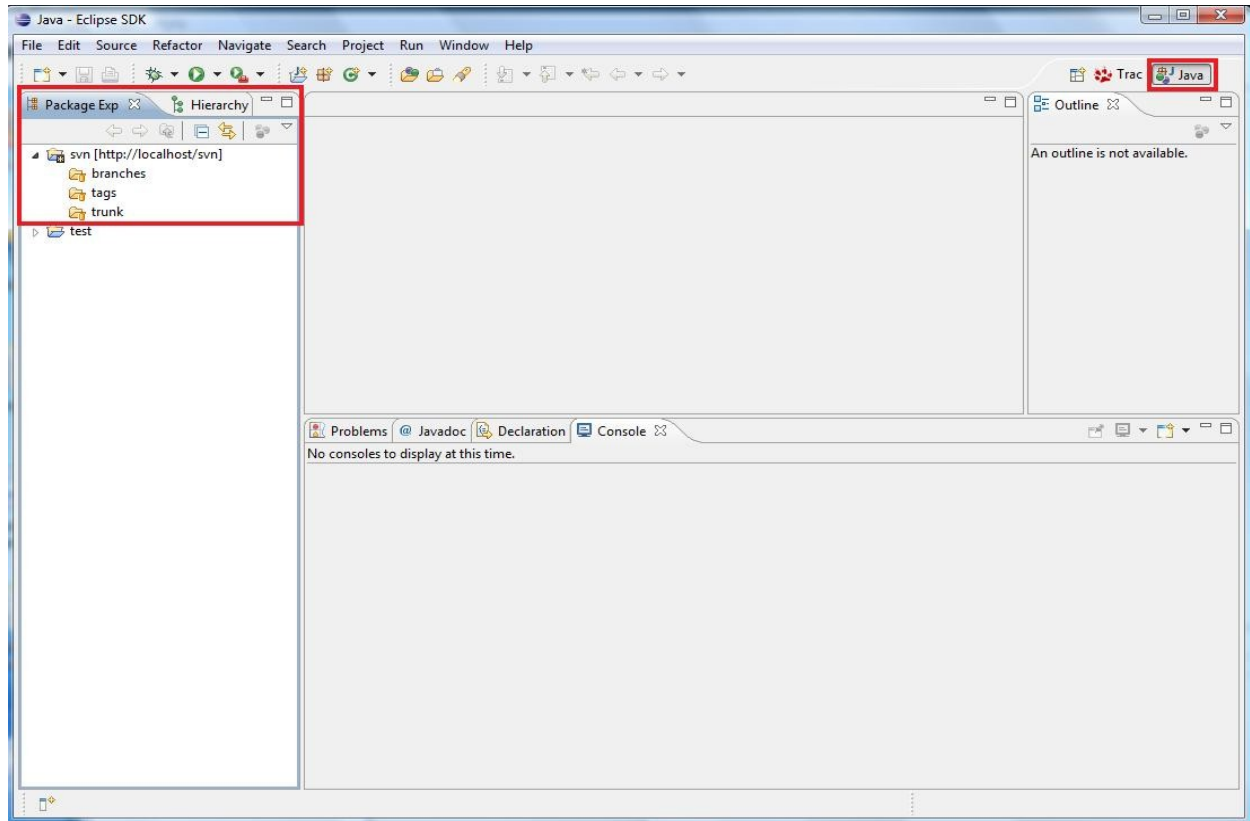 Java - Eclipse SDK
File Edit Source Refactor Navigate Search Project Run Window Help
Trac Java
Package Exp Hierarchy
Outline
svn [http://localhost/svn]
branches
tags
trunk
test
An outline is not available.
Problems @ Javadoc Declaration Console
No consoles to display at this time.